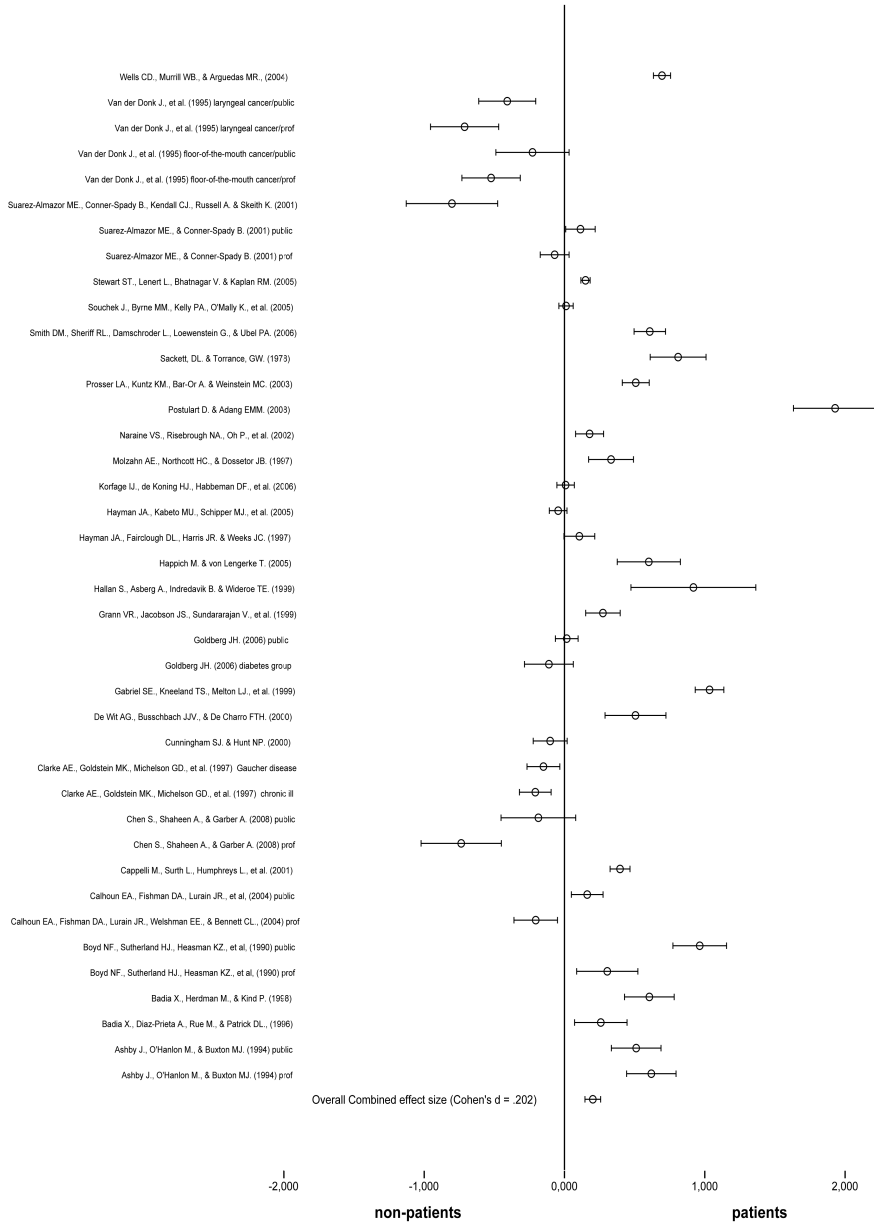 Wells CD., Murrill WB., & Arguedas MR., (2004)
Van der Donk J., et al. (1995) laryngeal cancer/public
Van der Donk J., et al. (1995) laryngeal cancer/prof
Van der Donk J., et al. (1995) floor-of-the-mouth cancer/public
Van der Donk J., et al. (1995) floor-of-the-mouth cancer/prof
Suarez-Almazor ME., Conner-Spady B., Kendall CJ., Russell A. & Skeith K. (2001)
Suarez-Almazor ME., & Conner-Spady B. (2001) public
Suarez-Almazor ME., & Conner-Spady B. (2001) prof
Stewart ST., Lenert L., Bhatnagar V. & Kaplan RM. (2005)
Souchek J., Byrne MM., Kelly PA., O'Mally K., et al. (2005)
Smith DM., Sheriff RL., Damschroder L., Loewenstein G., & Ubel PA. (2006)
Sackett, DL. & Torrance, GW. (1978)
Prosser LA., Kuntz KM., Bar-Or A. & Weinstein MC. (2003)
Postulart D. & Adang EMM. (2008)
Naraine VS., Risebrough NA., Oh P., et al. (2002)
Molzahn AE., Northcott HC., & Dossetor JB. (1997)
Korfage IJ., de Koning HJ., Habbeman DF., et al. (2006)
Hayman JA., Kabeto MU., Schipper MJ., et al. (2005)
Hayman JA., Fairclough DL., Harris JR. & Weeks JC. (1997)
Happich M. & von Lengerke T. (2005)
Hallan S., Asberg A., Indredavik B. & Wideroe TE. (1999)
Grann VR., Jacobson JS., Sundararajan V., et al. (1999)
Goldberg JH. (2006) public
Goldberg JH. (2006) diabetes group
Gabriel SE., Kneeland TS., Melton LJ., et al. (1999)
De Wit AG., Busschbach JJV., & De Charro FTH. (2000)
Cunningham SJ. & Hunt NP. (2000)
Clarke AE., Goldstein MK., Michelson GD., et al. (1997) Gaucher disease
Clarke AE., Goldstein MK., Michelson GD., et al. (1997) chronic ill
Chen S., Shaheen A., & Garber A. (2008) public
Chen S., Shaheen A., & Garber A. (2008) prof
Cappelli M., Surth L., Humphreys L., et al. (2001)
Calhoun EA., Fishman DA., Lurain JR., et al, (2004) public
Calhoun EA., Fishman DA., Lurain JR., Welshman EE., & Bennett CL., (2004) prof
Boyd NF., Sutherland HJ., Heasman KZ., et al, (1990) public
Boyd NF., Sutherland HJ., Heasman KZ., et al, (1990) prof
Badia X., Herdman M., & Kind P. (1998)
Badia X., Diaz-Prieta A., Rue M., & Patrick DL., (1996)
Ashby J., O'Hanlon M., & Buxton MJ. (1994) public
Ashby J., O'Hanlon M., & Buxton MJ. (1994) prof
Overall Combined effect size (Cohen's d = .202)
-2,000 -1,000 0,000 1,000 2,000
non-patients patients